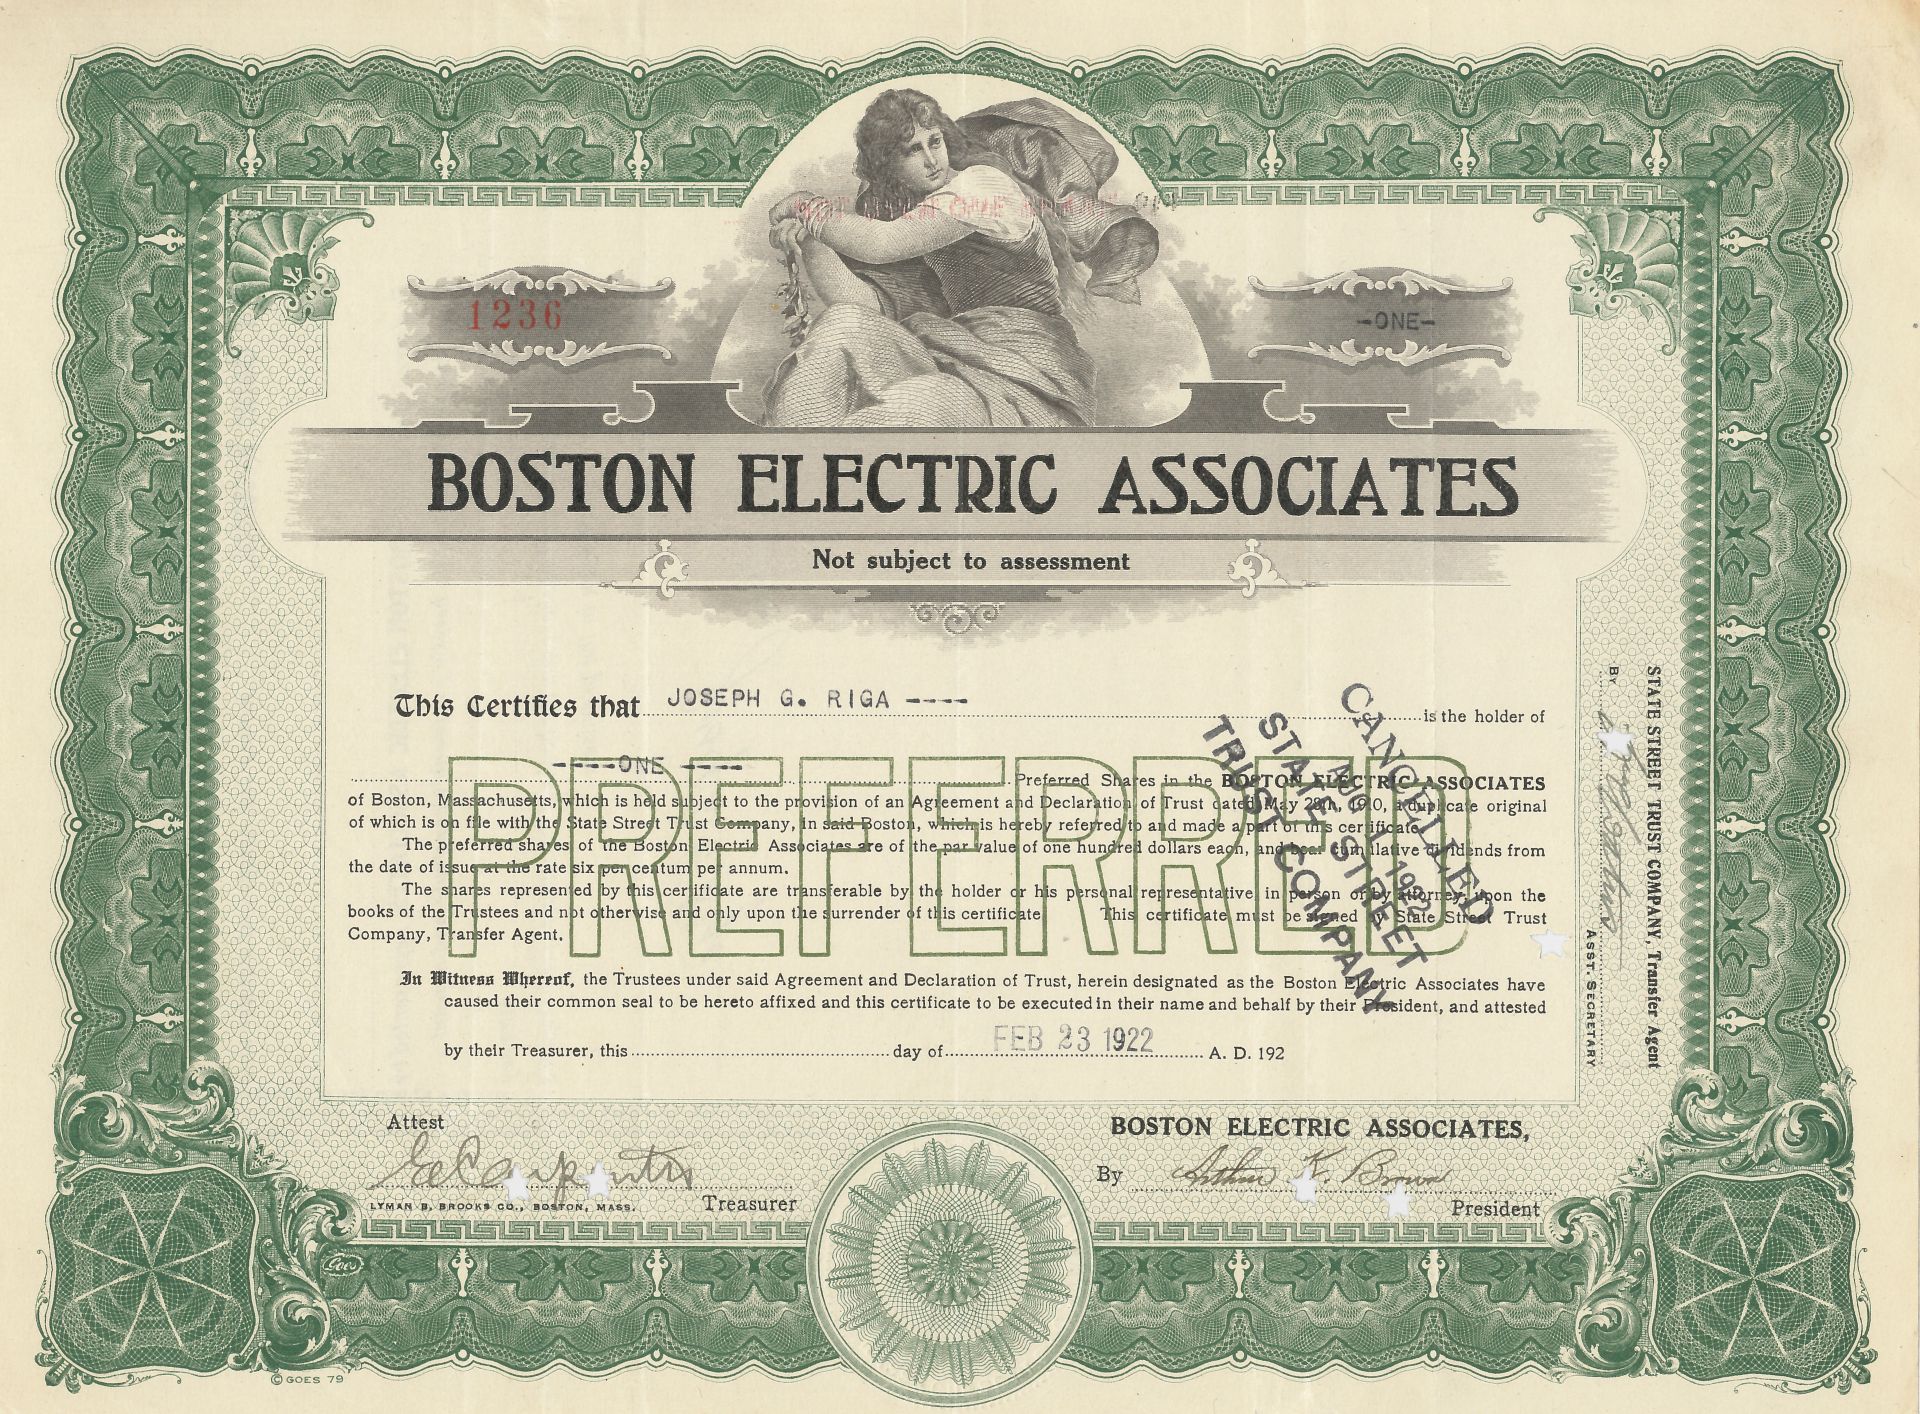 1236
-ONE-
BOSTON ELECTRIC ASSOCIATES
Not subject to assessment
This Certifies that JOSEPH G. RIGA ---- is the holder of
----ONE ----
Preferred Shares in the BOSTON ELECTRIC ASSOCIATES
of Boston, Massachusetts, which is held subject to the provision of an Agreement and Declaration of Trust dated May 28th, 1910, a duplicate original
of which is on file with the State Street Trust Company, in said Boston, which is hereby referred to and made a part of this certificate.
The preferred shares of the Boston Electric Associates are of the par value of one hundred dollars each, and bear cumulative dividends from
the date of issue at the rate six per centum per annum.
The shares represented by this certificate are transferable by the holder or his personal representative, in person or by attorney, upon the
books of the Trustees and not otherwise and only upon the surrender of this certificate This certificate must be signed by State Street Trust
Company, Transfer Agent.
PREFERRED
CANCELLED
AUG 1 1922
STATE STREET
TRUST COMPANY
In Witness Whereof, the Trustees under said Agreement and Declaration of Trust, herein designated as the Boston Electric Associates have
caused their common seal to be hereto affixed and this certificate to be executed in their name and behalf by their President, and attested
by their Treasurer, this day of FEB 23 1922 A. D. 192
STATE STREET TRUST COMPANY, Transfer Agent
By
ASST. SECRETARY
Attest
Carpenter
Treasurer
LYMAN B. BROOKS CO., BOSTON, MASS.
BOSTON ELECTRIC ASSOCIATES,
By Arthur K. Brown
President
Goes
© GOES 79